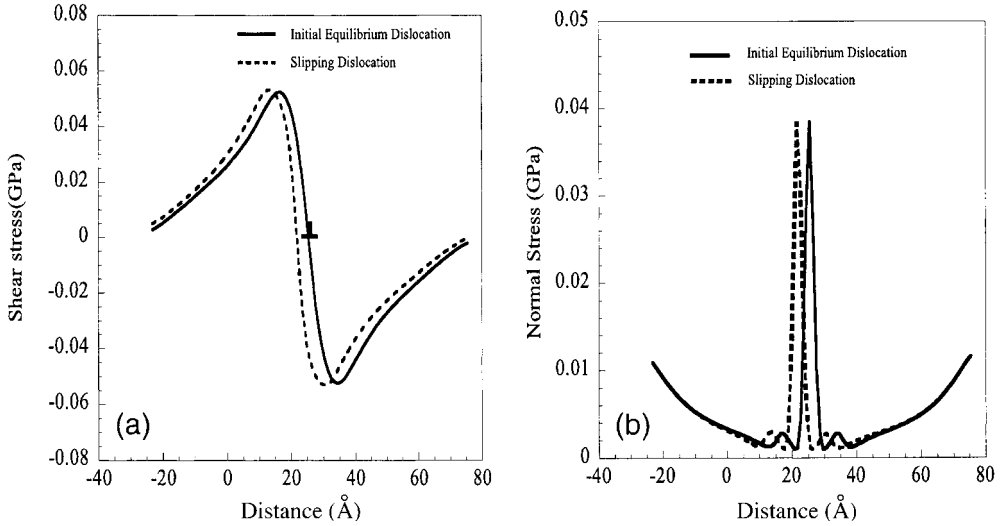 0.08
0.06
0.04
0.02
0
-0.02
-0.04
-0.06
-0.08
Shear stress(GPa)
Initial Equilibrium Dislocation
Slipping Dislocation
(a)
-40 -20 0 20 40 60 80
Distance (Å)
0.05
0.04
0.03
0.02
0.01
0
Normal Stress (GPa)
Initial Equilibrium Dislocation
Slipping Dislocation
(b)
-40 -20 0 20 40 60 80
Distance (Å)